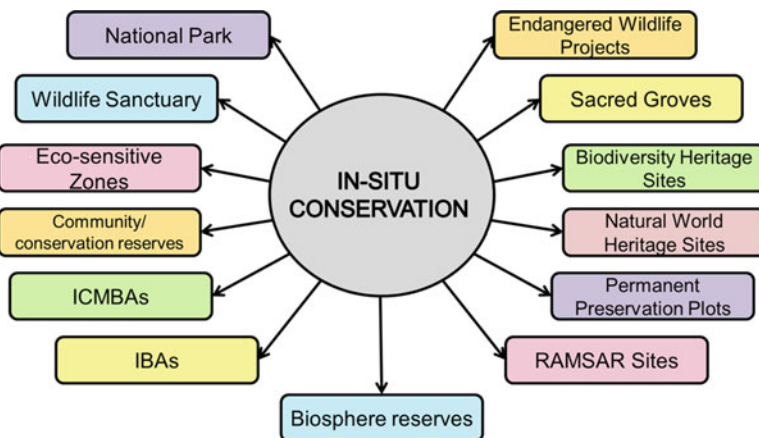 National Park
Wildlife Sanctuary
Eco-sensitive
Zones
Community/
conservation reserves
ICMBAs
IBAs
Biosphere reserves
IN-SITU
CONSERVATION
Endangered Wildlife
Projects
Sacred Groves
Biodiversity Heritage
Sites
Natural World
Heritage Sites
Permanent
Preservation Plots
RAMSAR Sites